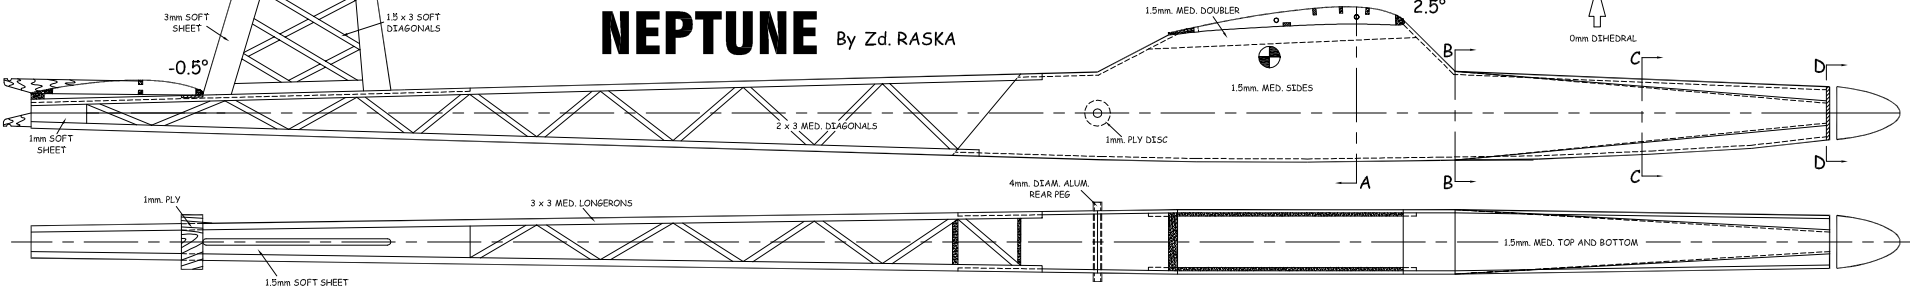 3mm SOFT
SHEET
1.5 x 3 SOFT
DIAGONALS
NEPTUNE
By Zd. RASKA
1.5mm. MED. DOUBLER
2.5°
0mm DIHEDRAL
-0.5°
B
C
D
1.5mm. MED. SIDES
2 x 3 MED. DIAGONALS
1mm SOFT
SHEET
1mm. PLY DISC
A
B
C
D
4mm. DIAM. ALUM.
REAR PEG
1mm. PLY
3 x 3 MED. LONGERONS
1.5mm. MED. TOP AND BOTTOM
1.5mm SOFT SHEET